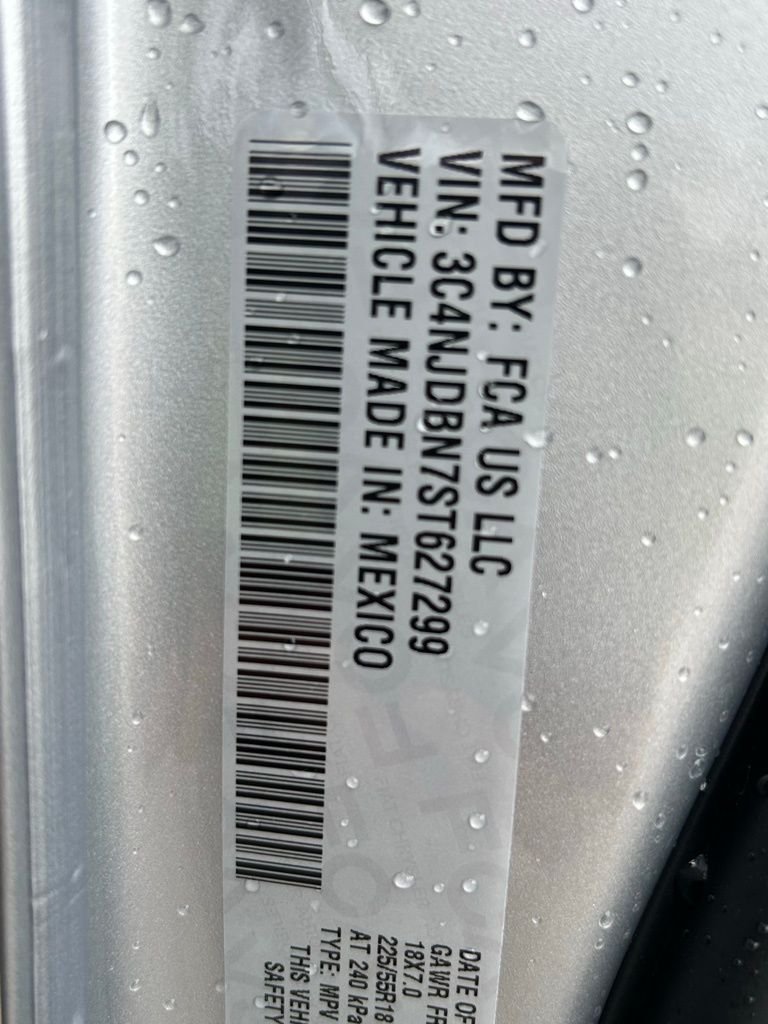 MFD BY: FCA US LLC
VIN: 3C4NJDBN7ST627299
VEHICLE MADE IN: MEXICO
DATE OF
GAWR FR
18X7.0
225/55R18
AT 240 kPa
TYPE: MPV
THIS VEHI
SAFETY